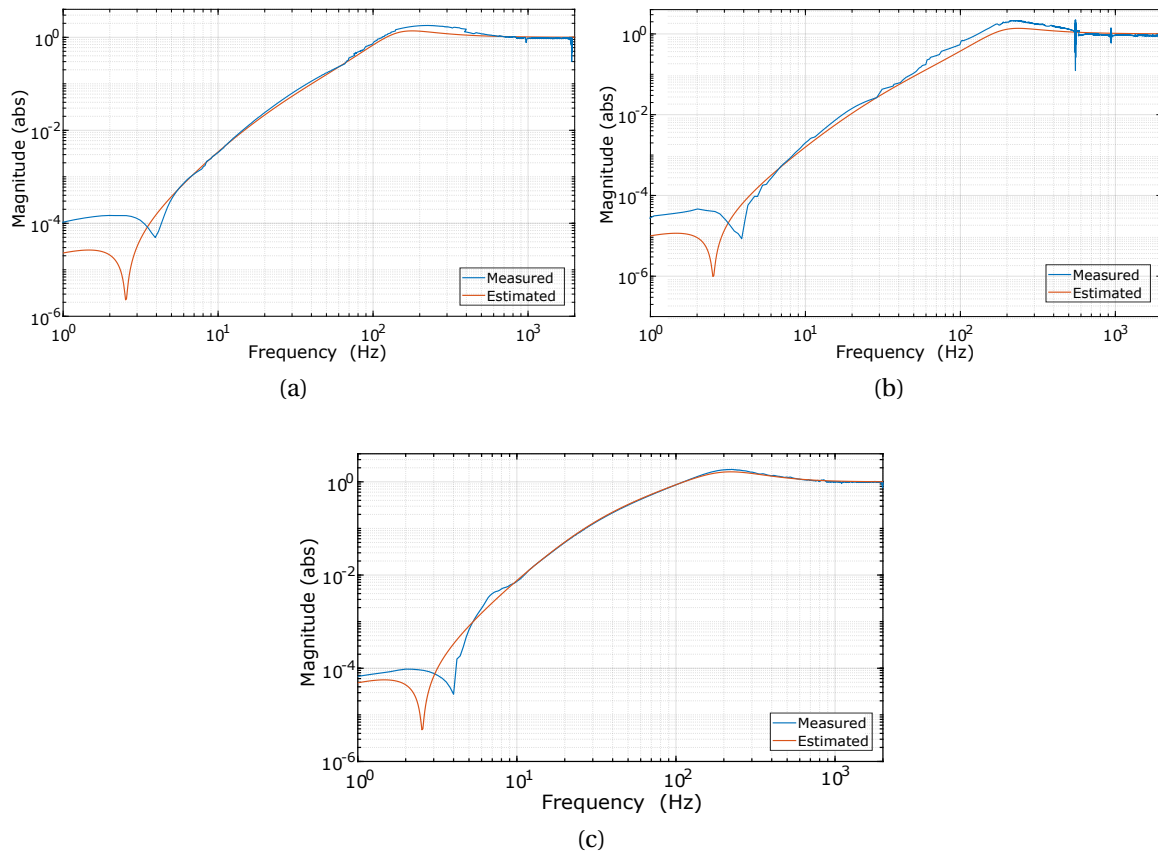 10^0
10^-2
10^-4
10^-6
Magnitude (abs)
Measured
Estimated
10^0 10^1 10^2 10^3
Frequency (Hz)
(a)
10^0
10^-2
10^-4
10^-6
Magnitude (abs)
Measured
Estimated
10^0 10^1 10^2 10^3
Frequency (Hz)
(b)
10^0
10^-2
10^-4
10^-6
Magnitude (abs)
Measured
Estimated
10^0 10^1 10^2 10^3
Frequency (Hz)
(c)